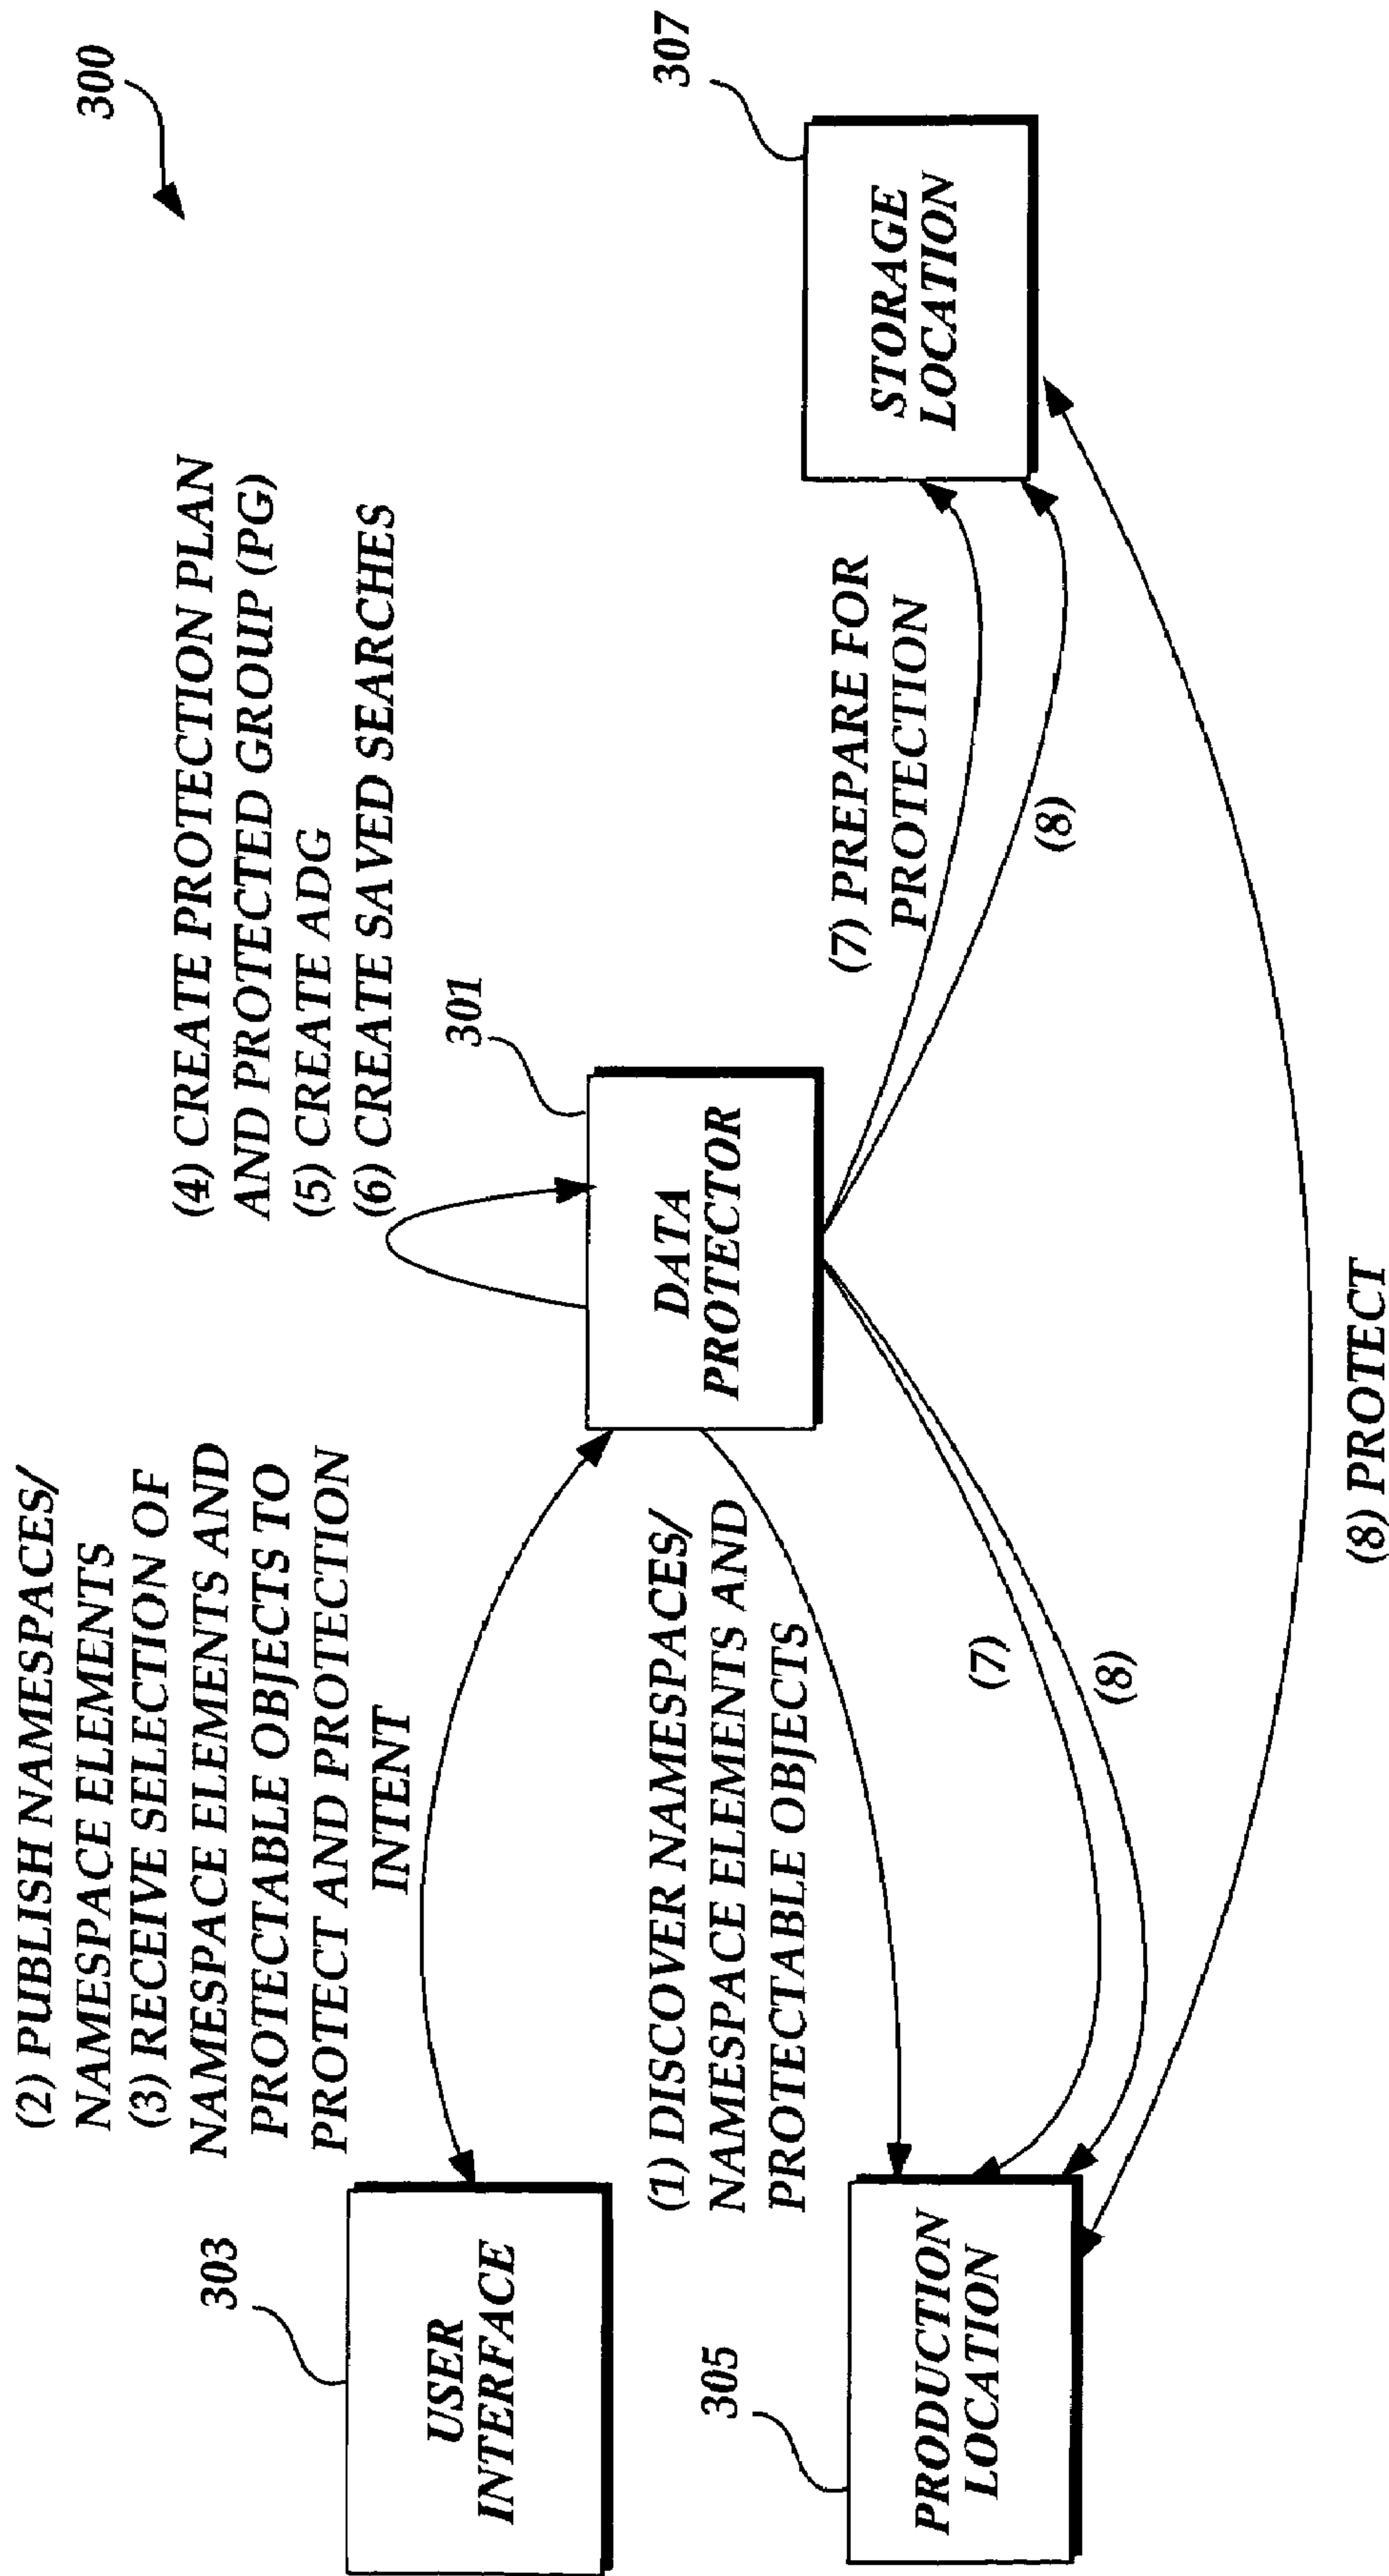 300
(2) PUBLISH NAMESPACES/
NAMESPACE ELEMENTS
(3) RECEIVE SELECTION OF
NAMESPACE ELEMENTS AND
PROTECTABLE OBJECTS TO
PROTECT AND PROTECTION
INTENT
(4) CREATE PROTECTION PLAN
AND PROTECTED GROUP (PG)
(5) CREATE ADG
(6) CREATE SAVED SEARCHES
303
USER
INTERFACE
301
DATA
PROTECTOR
(1) DISCOVER NAMESPACES/
NAMESPACE ELEMENTS AND
PROTECTABLE OBJECTS
305
PRODUCTION
LOCATION
307
STORAGE
LOCATION
(7) PREPARE FOR
PROTECTION
(8)
(7)
(8)
(8) PROTECT